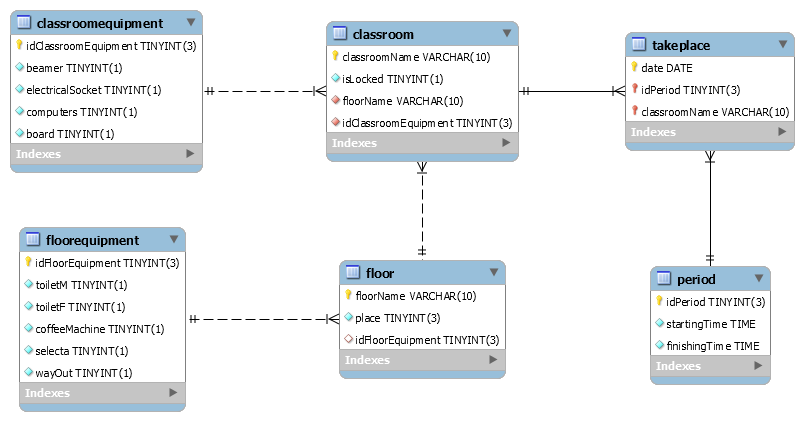 classroomequipment
idClassroomEquipment TINYINT(3)
beamer TINYINT(1)
electricalSocket TINYINT(1)
computers TINYINT(1)
board TINYINT(1)
Indexes
classroom
classroomName VARCHAR(10)
isLocked TINYINT(1)
floorName VARCHAR(10)
idClassroomEquipment TINYINT(3)
Indexes
takeplace
date DATE
idPeriod TINYINT(3)
classroomName VARCHAR(10)
Indexes
floorequipment
idFloorEquipment TINYINT(3)
toiletM TINYINT(1)
toiletF TINYINT(1)
coffeeMachine TINYINT(1)
selecta TINYINT(1)
wayOut TINYINT(1)
Indexes
floor
floorName VARCHAR(10)
place TINYINT(3)
idFloorEquipment TINYINT(3)
Indexes
period
idPeriod TINYINT(3)
startingTime TIME
finishingTime TIME
Indexes